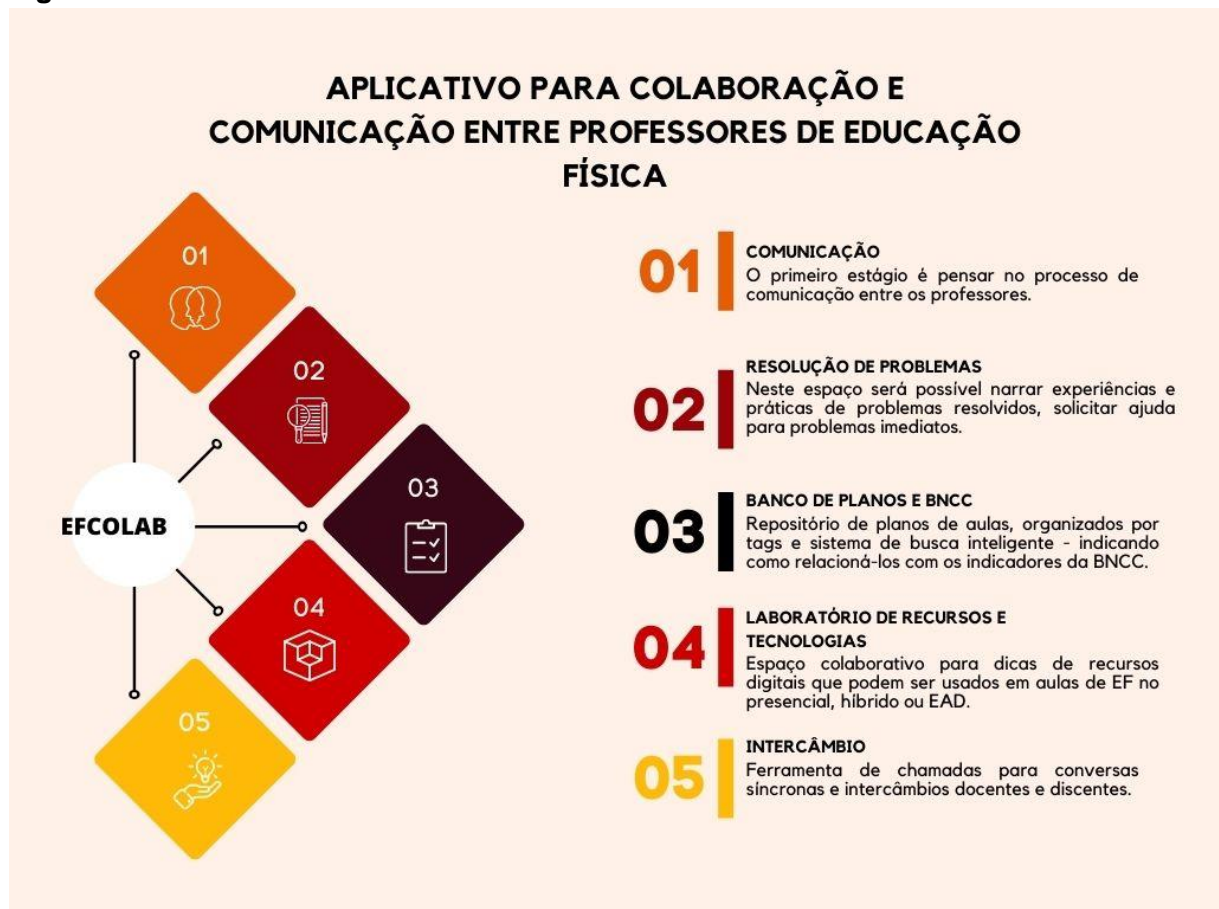 APLICATIVO PARA COLABORAÇÃO E
COMUNICAÇÃO ENTRE PROFESSORES DE EDUCAÇÃO
FÍSICA
01
02
03
04
05
EFCOLAB
01
COMUNICAÇÃO
O primeiro estágio é pensar no processo de
comunicação entre os professores.
02
RESOLUÇÃO DE PROBLEMAS
Neste espaço será possível narrar experiências e
práticas de problemas resolvidos, solicitar ajuda
para problemas imediatos.
03
BANCO DE PLANOS E BNCC
Repositório de planos de aulas, organizados por
tags e sistema de busca inteligente - indicando
como relacioná-los com os indicadores da BNCC.
04
LABORATÓRIO DE RECURSOS E
TECNOLOGIAS
Espaço colaborativo para dicas de recursos
digitais que podem ser usados em aulas de EF no
presencial, híbrido ou EAD.
05
INTERCÂMBIO
Ferramenta de chamadas para conversas
síncronas e intercâmbios docentes e discentes.